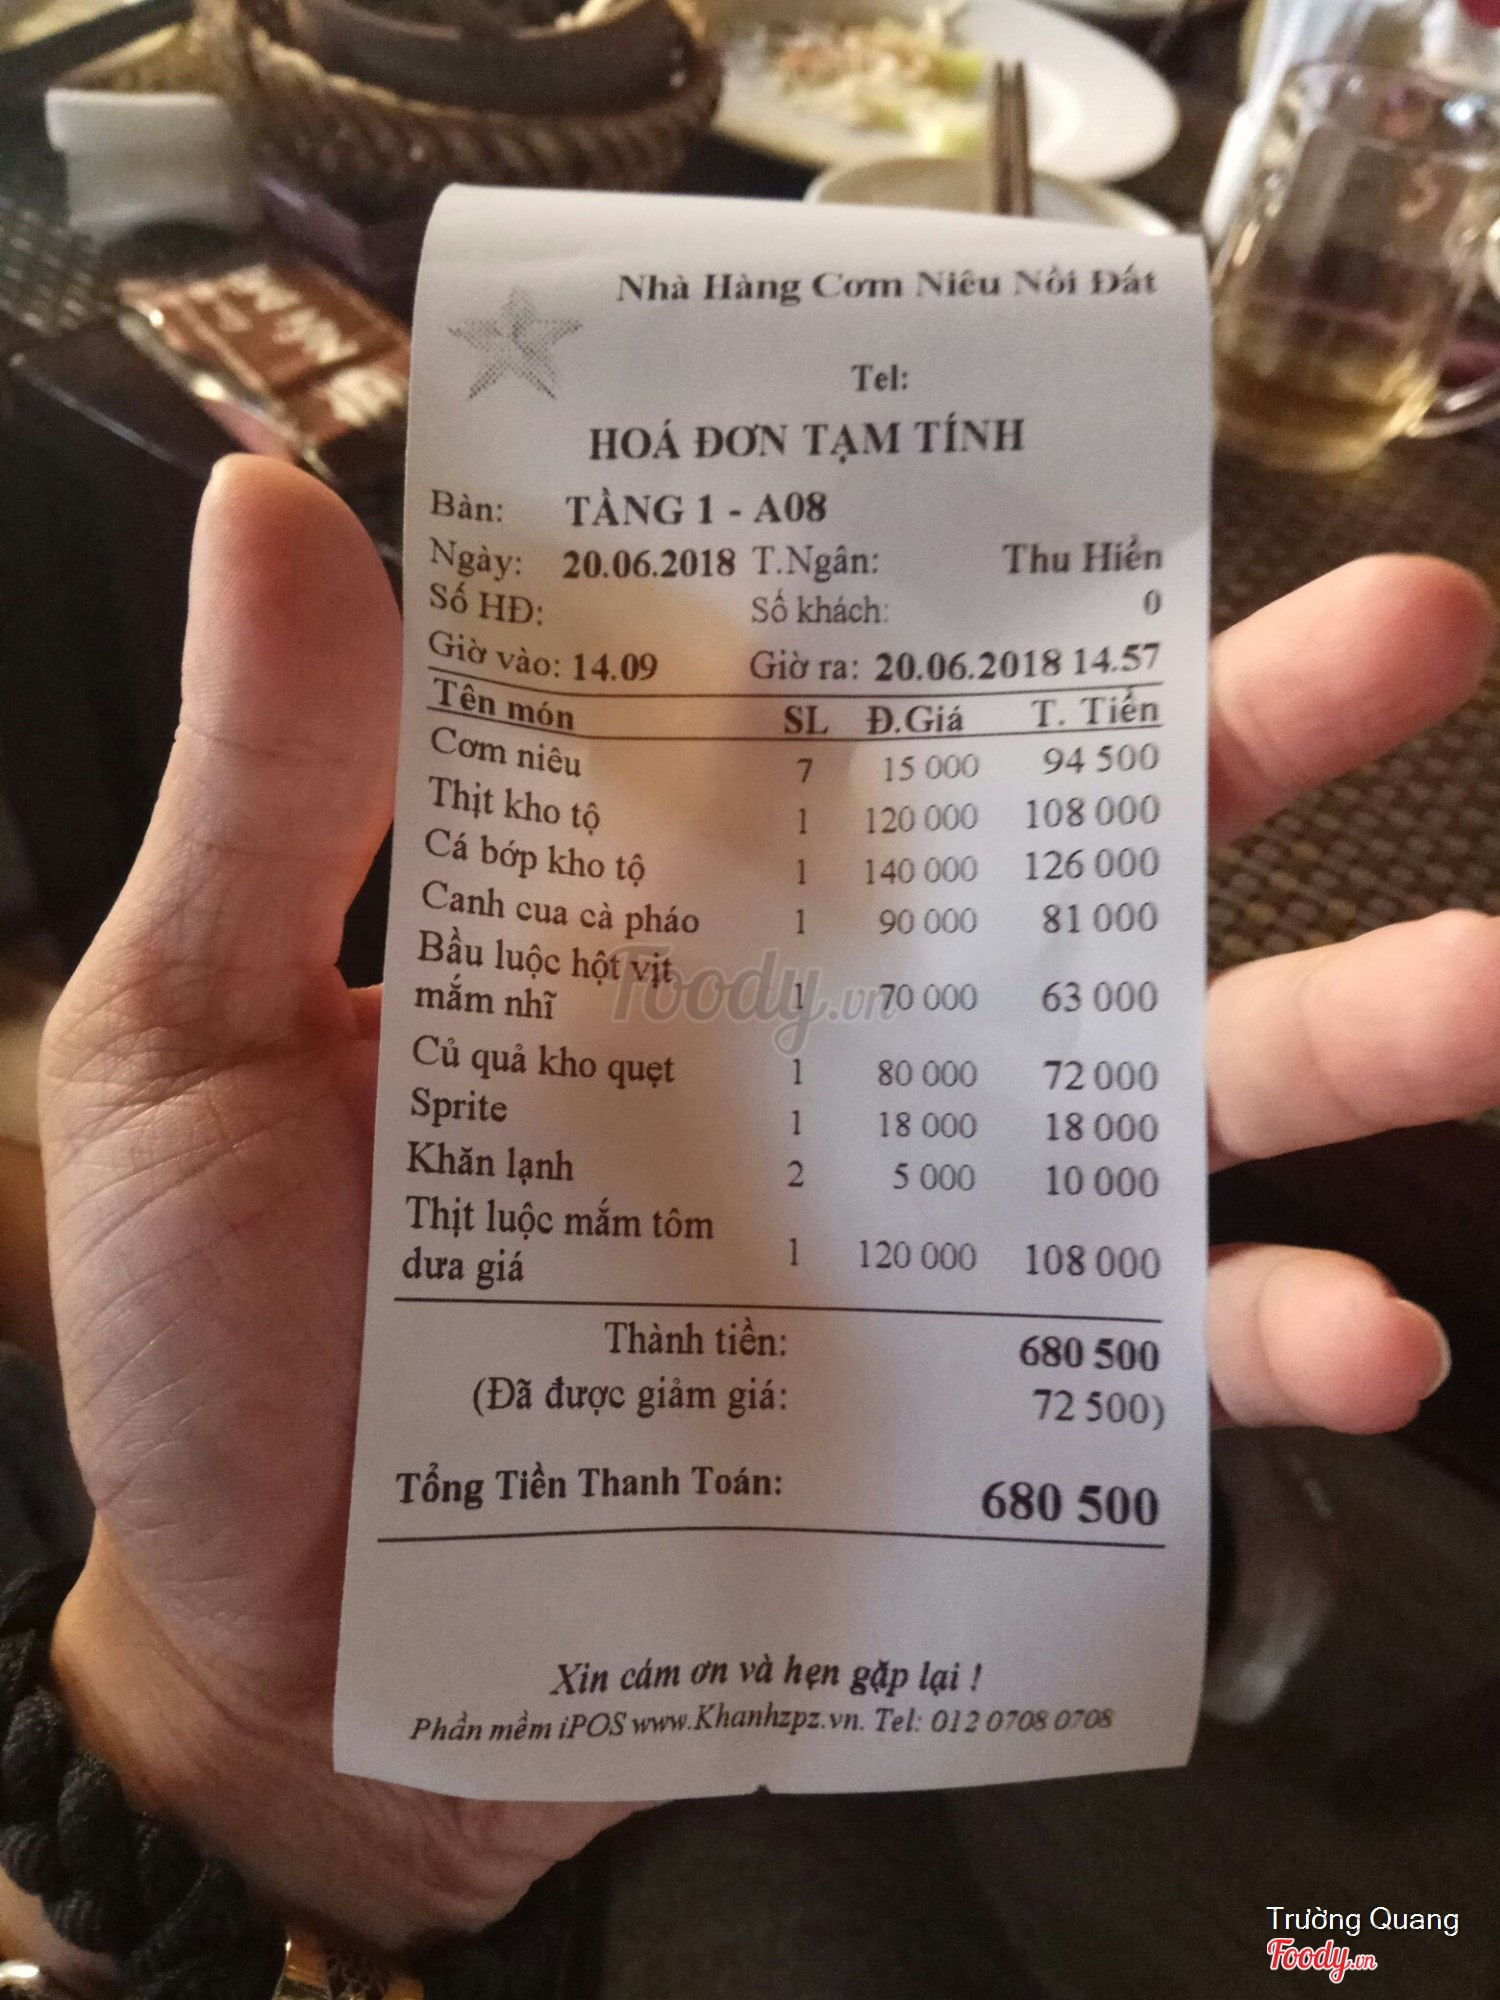 Nhà Hàng Cơm Niêu Nồi Đất
Tel:
HOÁ ĐƠN TẠM TÍNH
Bàn: TẦNG 1 - A08
Ngày: 20.06.2018 T.Ngân: Thu Hiền
Số HĐ: Số khách: 0
Giờ vào: 14.09 Giờ ra: 20.06.2018 14.57
Tên món SL Đ.Giá T. Tiền
Cơm niêu 7 15 000 94 500
Thịt kho tộ 1 120 000 108 000
Cá bớp kho tộ 1 140 000 126 000
Canh cua cà pháo 1 90 000 81 000
Bầu luộc hột vịt
mắm nhĩ 1 70 000 63 000
Củ quả kho quẹt 1 80 000 72 000
Sprite 1 18 000 18 000
Khăn lạnh 2 5 000 10 000
Thịt luộc mắm tôm
dưa giá 1 120 000 108 000
Thành tiền: 680 500
(Đã được giảm giá: 72 500)
Tổng Tiền Thanh Toán: 680 500
Xin cám ơn và hẹn gặp lại !
Phần mềm iPOS www.Khanhzpz.vn. Tel: 012 0708 0708
Foody.vn
Trường Quang
Foody.vn